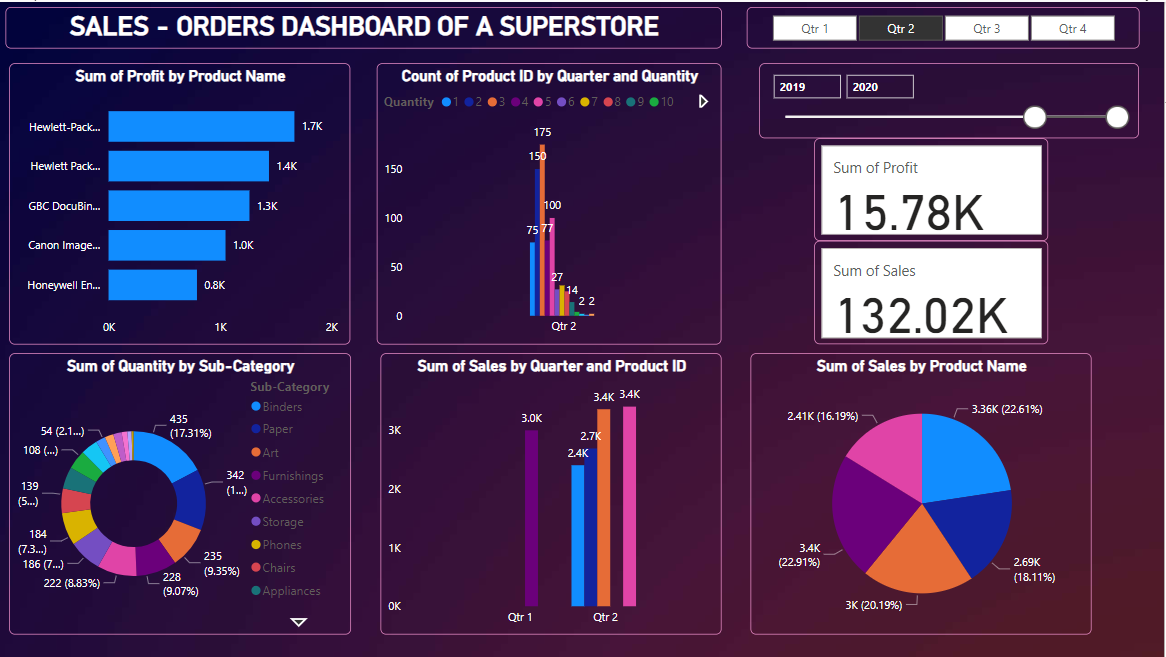 SALES - ORDERS DASHBOARD OF A SUPERSTORE
Qtr 1
Qtr 2
Qtr 3
Qtr 4
Sum of Profit by Product Name
Hewlett-Pack...
1.7K
Hewlett Pack...
1.4K
GBC DocuBin...
1.3K
Canon Image...
1.0K
Honeywell En...
0.8K
0K
1K
2K
Count of Product ID by Quarter and Quantity
Quantity 1 2 3 4 5 6 7 8 9 10
175
150
150
100
100
75
77
50
27
14
2
2
0
Qtr 2
2019
2020
Sum of Profit
15.78K
Sum of Sales
132.02K
Sum of Quantity by Sub-Category
Sub-Category
Binders
Paper
Art
Furnishings
Accessories
Storage
Phones
Chairs
Appliances
435
(17.31%)
342
(1...)
235
(9.35%)
228
(9.07%)
222 (8.83%)
186 (7...)
184
(7.3...)
139
(5...)
108 (...)
54 (2.1...)
Sum of Sales by Quarter and Product ID
3.0K
3.4K
3.4K
2.7K
2.4K
3K
2K
1K
0K
Qtr 1
Qtr 2
Sum of Sales by Product Name
2.41K (16.19%)
3.36K (22.61%)
3.4K
(22.91%)
2.69K
(18.11%)
3K (20.19%)